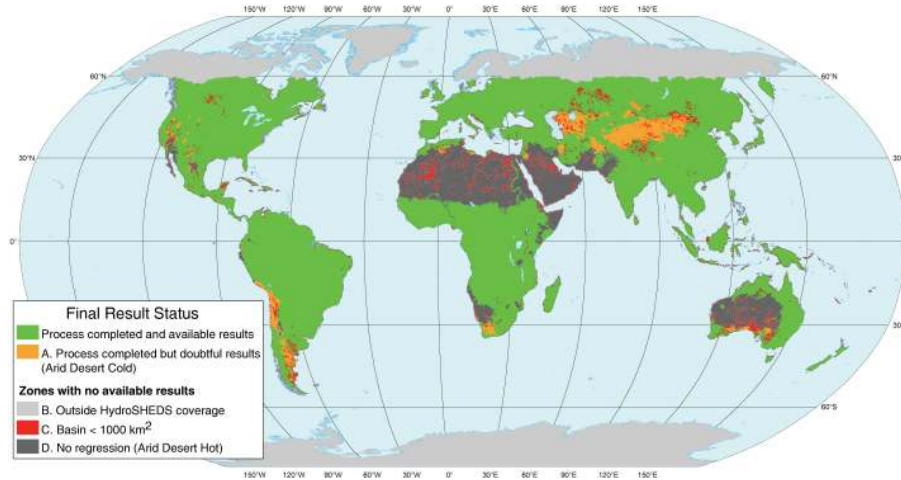 150°W 120°W 90°W 60°W 30°W 0° 30°E 60°E 90°E 120°E 150°E
60°N 60°N
30°N 30°N
0° 0°
Final Result Status
Process completed and available results
30°S
A. Process completed but doubtful results
(Arid Desert Cold)
Zones with no available results
B. Outside HydroSHEDS coverage
60°S
C. Basin < 1000 km²
D. No regression (Arid Desert Hot)
150°W 120°W 90°W 60°W 30°W 0° 30°E 60°E 90°E 120°E 150°E